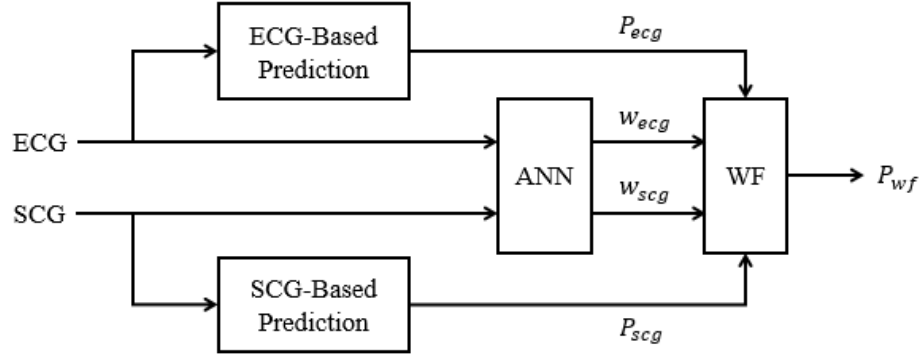 ECG-Based
Prediction
P_ecg
ECG
w_ecg
ANN
WF
P_wf
w_scg
SCG
SCG-Based
Prediction
P_scg